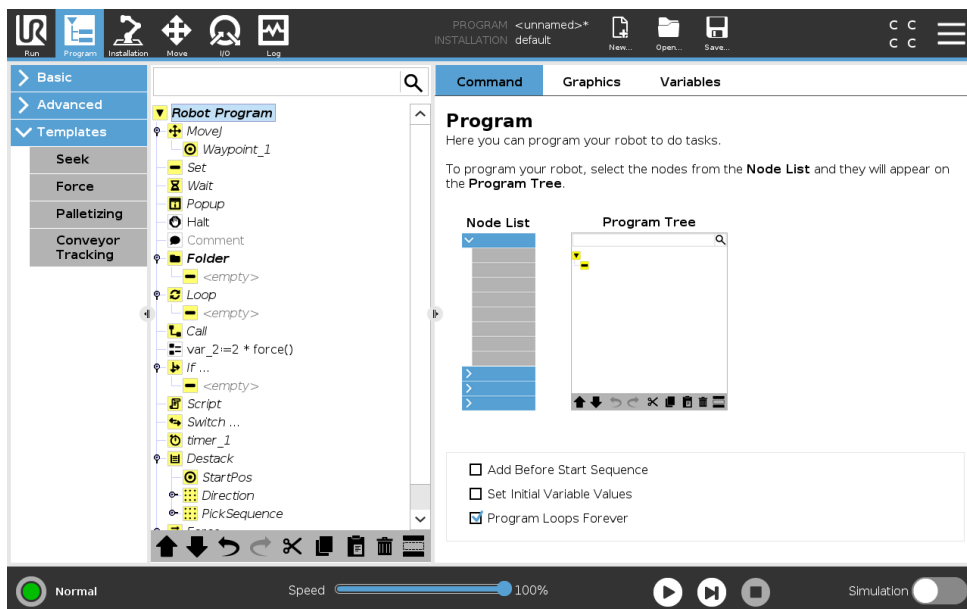 UR
Run
Program
Installation
Move
I/O
Log
PROGRAM <unnamed>*
INSTALLATION default
New...
Open...
Save...
C C
C C
Basic
Advanced
Templates
Seek
Force
Palletizing
Conveyor
Tracking
Robot Program
MoveJ
Waypoint_1
Set
Wait
Popup
Halt
Comment
Folder
<empty>
Loop
<empty>
Call
var_2:=2 * force()
If ...
<empty>
Script
Switch ...
timer_1
Destack
StartPos
Direction
PickSequence
Command
Graphics
Variables
Program
Here you can program your robot to do tasks.
To program your robot, select the nodes from the Node List and they will appear on
the Program Tree.
Node List
Program Tree
Add Before Start Sequence
Set Initial Variable Values
Program Loops Forever
Normal
Speed
100%
Simulation